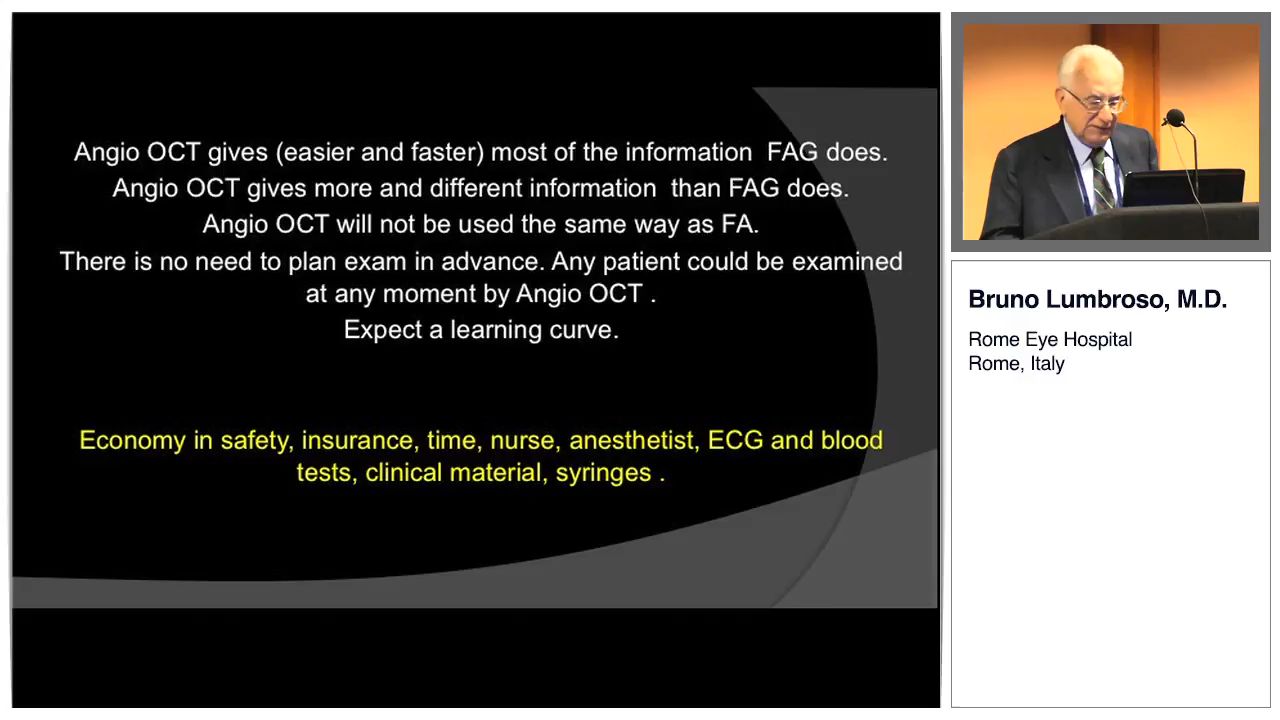 Angio OCT gives (easier and faster) most of the information FAG does.
Angio OCT gives more and different information than FAG does.
Angio OCT will not be used the same way as FA.
There is no need to plan exam in advance. Any patient could be examined
at any moment by Angio OCT .
Expect a learning curve.
Economy in safety, insurance, time, nurse, anesthetist, ECG and blood
tests, clinical material, syringes .
Bruno Lumbroso, M.D.
Rome Eye Hospital
Rome, Italy